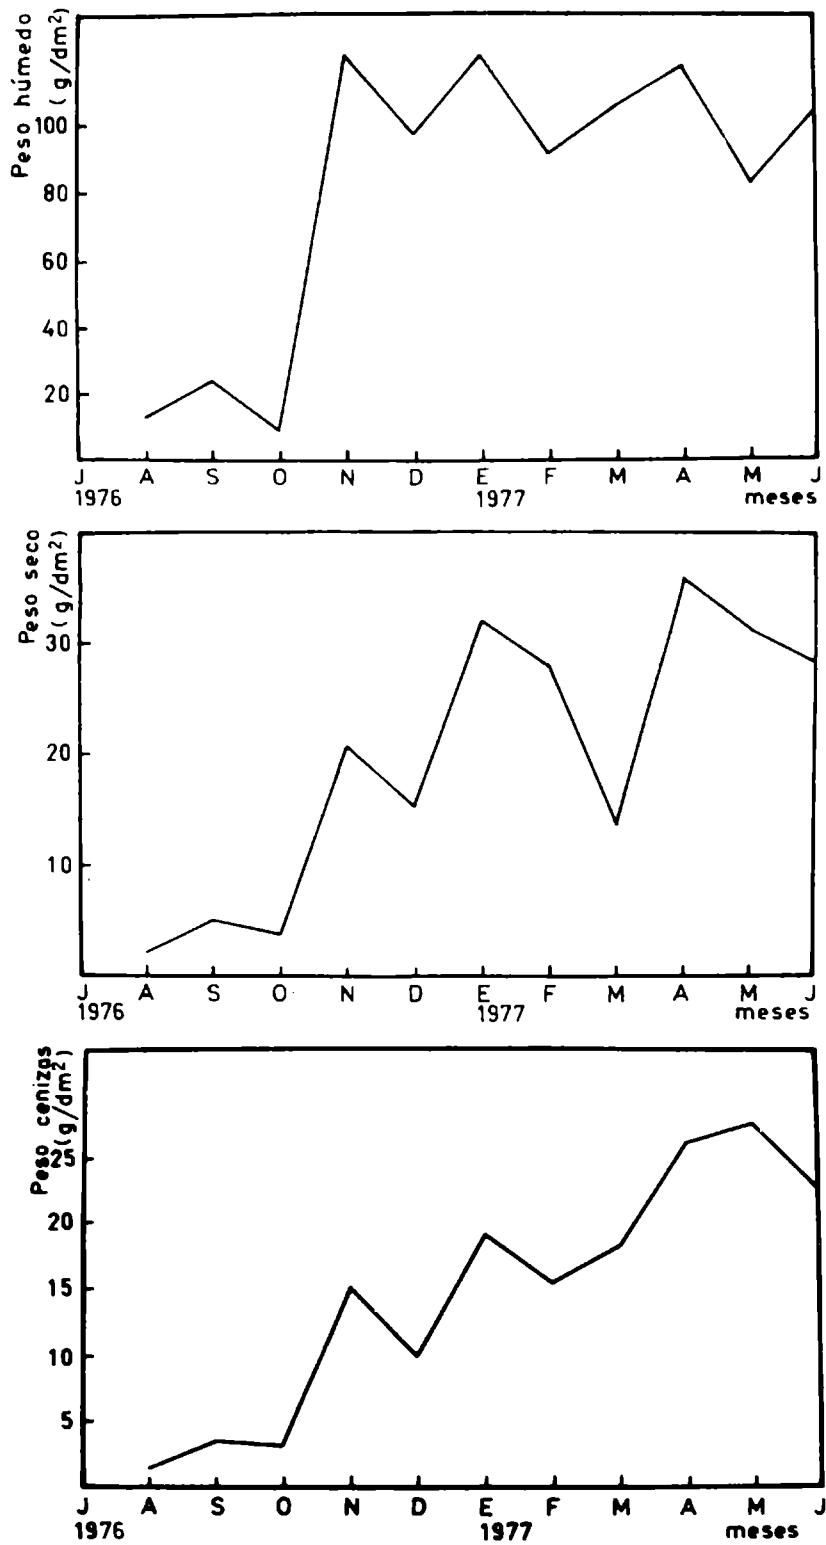 Peso húmedo
(g/dm²)
100
80
60
40
20
J A S O N D E F M A M J
1976 1977 meses
Peso seco
(g/dm²)
30
20
10
J A S O N D E F M A M J
1976 1977 meses
Peso cenizas
(g/dm²)
25
20
15
10
5
J A S O N D E F M A M J
1976 1977 meses